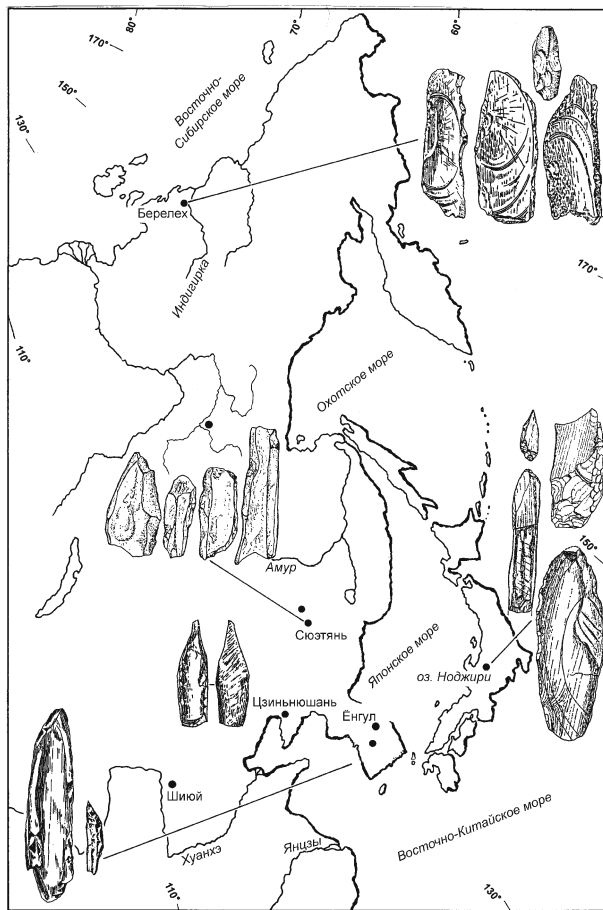 80°
70°
60°
170°
150°
130°
Восточно-
Сибирское море
Берелех
Индигирка
170°
110°
Охотское море
150°
Амур
Сюэтянь
Японское море
оз. Ноджири
Цзиньнюшань
Ёнгул
Шиюй
Хуанхэ
Янцзы
Восточно-Китайское море
110°
130°